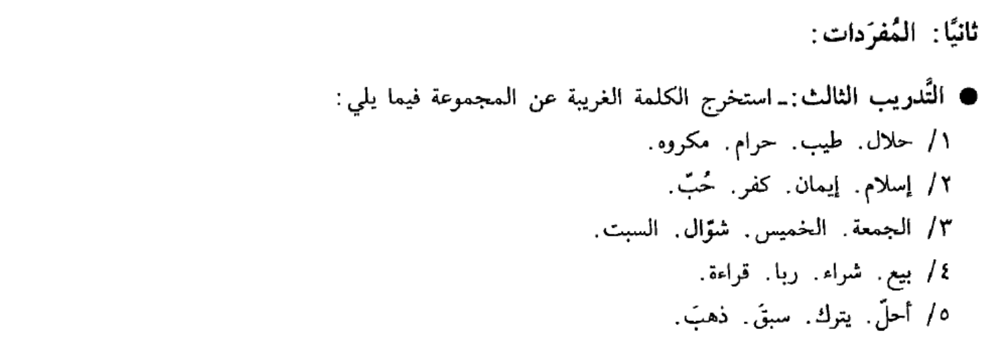 ثانيًا: المُفرَدات:
● التَّدريب الثالث: ـ استخرج الكلمة الغريبة عن المجموعة فيما يلي:
١/ حلال. طيب. حرام. مكروه.
٢/ إسلام. إيمان. كفر. حُبّ.
٣/ الجمعة. الخميس. شوّال. السبت.
٤/ بيع. شراء. ربا. قراءة.
٥/ أحلّ. يترك. سبقَ. ذهبَ.